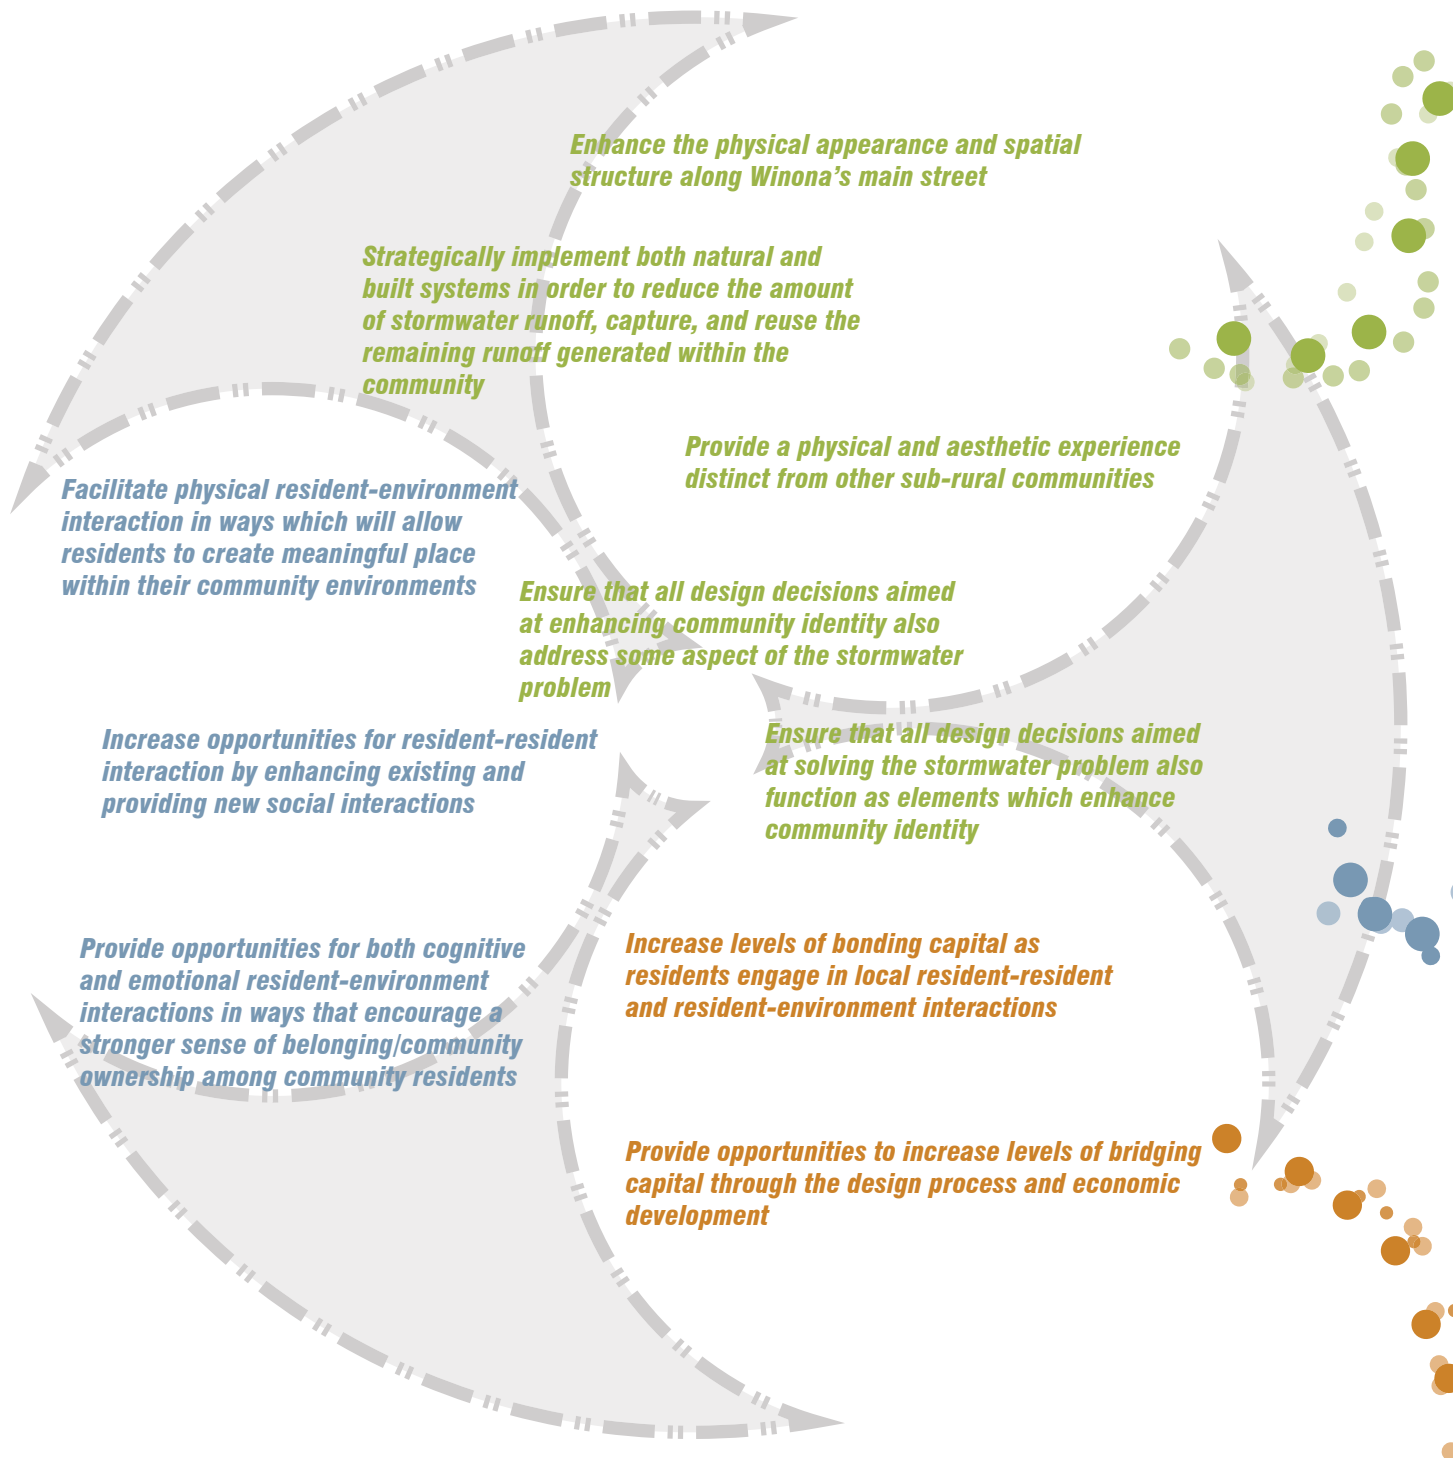 Enhance the physical appearance and spatial
structure along Winona’s main street
Strategically implement both natural and
built systems in order to reduce the amount
of stormwater runoff, capture, and reuse the
remaining runoff generated within the
community
Provide a physical and aesthetic experience
distinct from other sub-rural communities
Facilitate physical resident-environment
interaction in ways which will allow
residents to create meaningful place
within their community environments
Ensure that all design decisions aimed
at enhancing community identity also
address some aspect of the stormwater
problem
Increase opportunities for resident-resident
interaction by enhancing existing and
providing new social interactions
Ensure that all design decisions aimed
at solving the stormwater problem also
function as elements which enhance
community identity
Provide opportunities for both cognitive
and emotional resident-environment
interactions in ways that encourage a
stronger sense of belonging/community
ownership among community residents
Increase levels of bonding capital as
residents engage in local resident-resident
and resident-environment interactions
Provide opportunities to increase levels of bridging
capital through the design process and economic
development